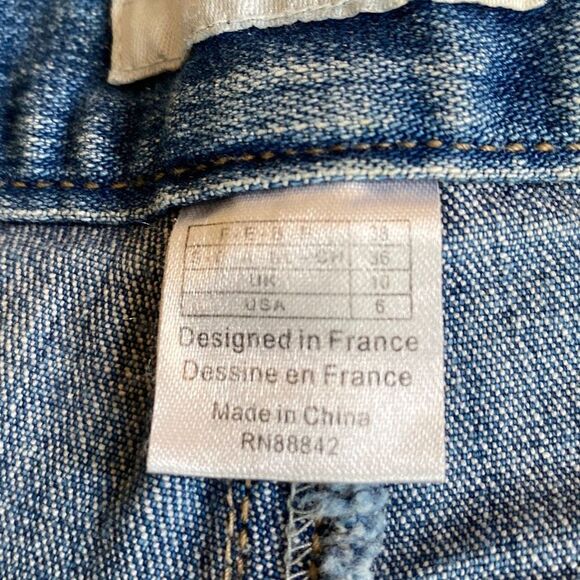 38
36
UK 10
USA 6
Designed in France
Dessine en France
Made in China
RN88842